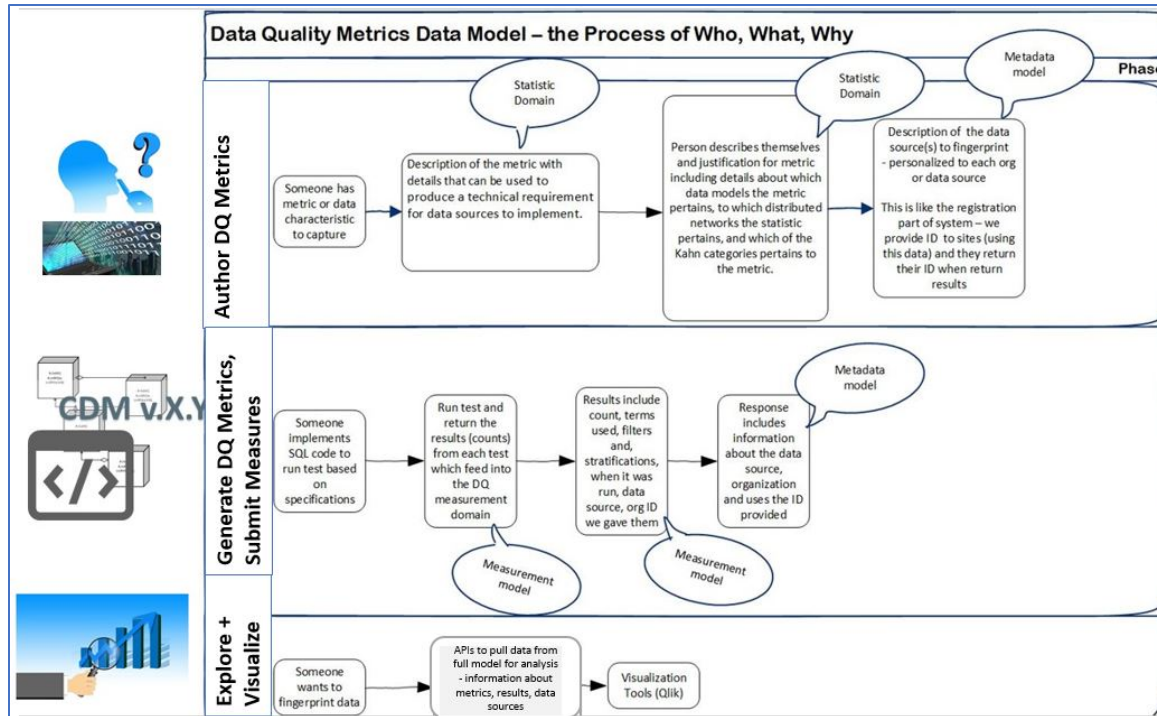 Data Quality Metrics Data Model – the Process of Who, What, Why
Phase
Author DQ Metrics
Statistic
Domain
Statistic
Domain
Metadata
model
Someone has
metric or data
characteristic
to capture
Description of the metric with
details that can be used to
produce a technical requirement
for data sources to implement.
Person describes themselves
and justification for metric
including details about which
data models the metric
pertains, to which distributed
networks the statistic
pertains, and which of the
Kahn categories pertains to
the metric.
Description of the data
source(s) to fingerprint
- personalized to each org
or data source
This is like the registration
part of system – we
provide ID to sites (using
this data) and they return
their ID when return
results
CDM v.X.Y
</>
Generate DQ Metrics,
Submit Measures
Someone
implements
SQL code to
run test based
on
specifications
Run test and
return the
results (counts)
from each test
which feed into
the DQ
measurement
domain
Measurement
model
Results include
count, terms
used, filters
and,
stratifications,
when it was
run, data
source, org ID
we gave them
Measurement
model
Response
includes
information
about the data
source,
organization
and uses the ID
provided
Metadata
model
Explore +
Visualize
Someone
wants to
fingerprint data
APIs to pull data from
full model for analysis
- information about
metrics, results, data
sources
Visualization
Tools (Qlik)